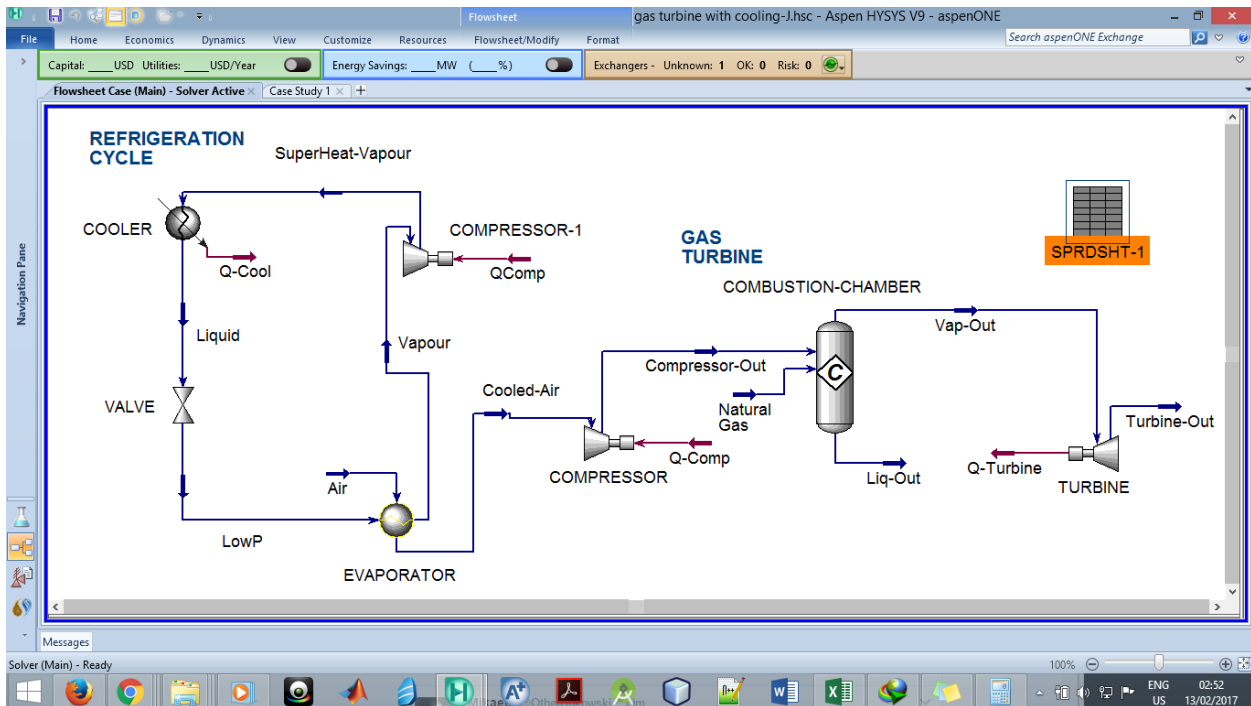 Flowsheet
gas turbine with cooling-J.hsc - Aspen HYSYS V9 - aspenONE
File
Home
Economics
Dynamics
View
Customize
Resources
Flowsheet/Modify
Format
Search aspenONE Exchange
Capital: ____USD Utilities: ____USD/Year
Energy Savings: ____MW (____%)
Exchangers - Unknown: 1 OK: 0 Risk: 0
Flowsheet Case (Main) - Solver Active
Case Study 1
Navigation Pane
REFRIGERATION
CYCLE
SuperHeat-Vapour
COOLER
Q-Cool
COMPRESSOR-1
QComp
GAS
TURBINE
SPRDSHT-1
COMBUSTION-CHAMBER
Liquid
Vapour
Vap-Out
Compressor-Out
VALVE
Cooled-Air
Natural
Gas
Turbine-Out
Q-Comp
COMPRESSOR
Q-Turbine
TURBINE
Liq-Out
Air
LowP
EVAPORATOR
Messages
Solver (Main) - Ready
100%
ENG
US
02:52
13/02/2017